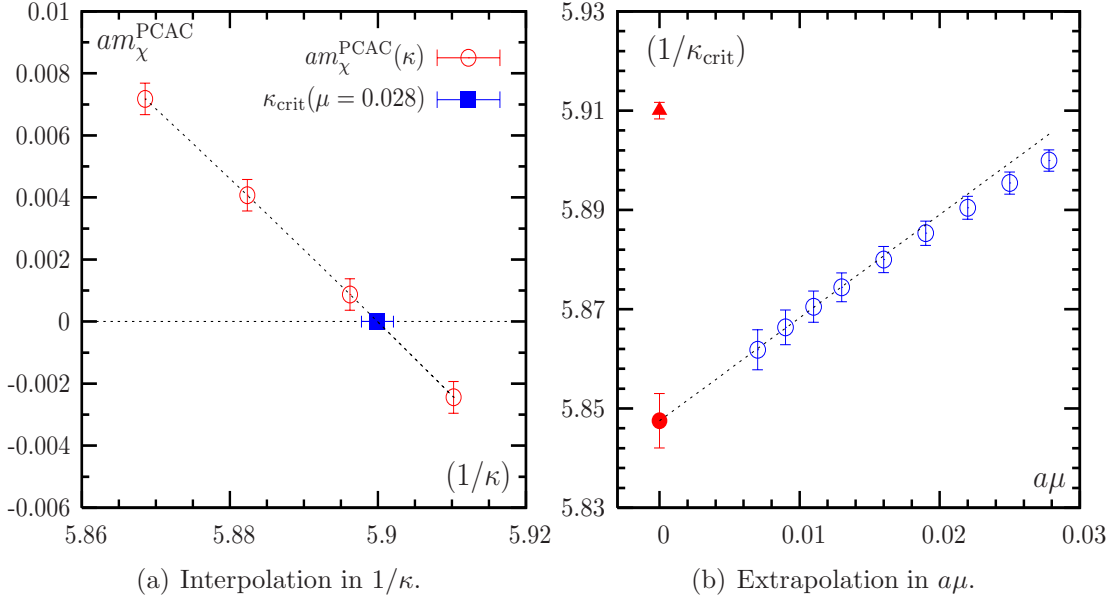 0.01
0.008
0.006
0.004
0.002
0
-0.002
-0.004
-0.006
5.86
5.88
5.9
5.92
am_χ^PCAC
am_χ^PCAC(κ)
κ_crit(μ = 0.028)
(1/κ)
(a) Interpolation in 1/κ.
5.93
5.91
5.89
5.87
5.85
5.83
0
0.01
0.02
0.03
(1/κ_crit)
aμ
(b) Extrapolation in aμ.